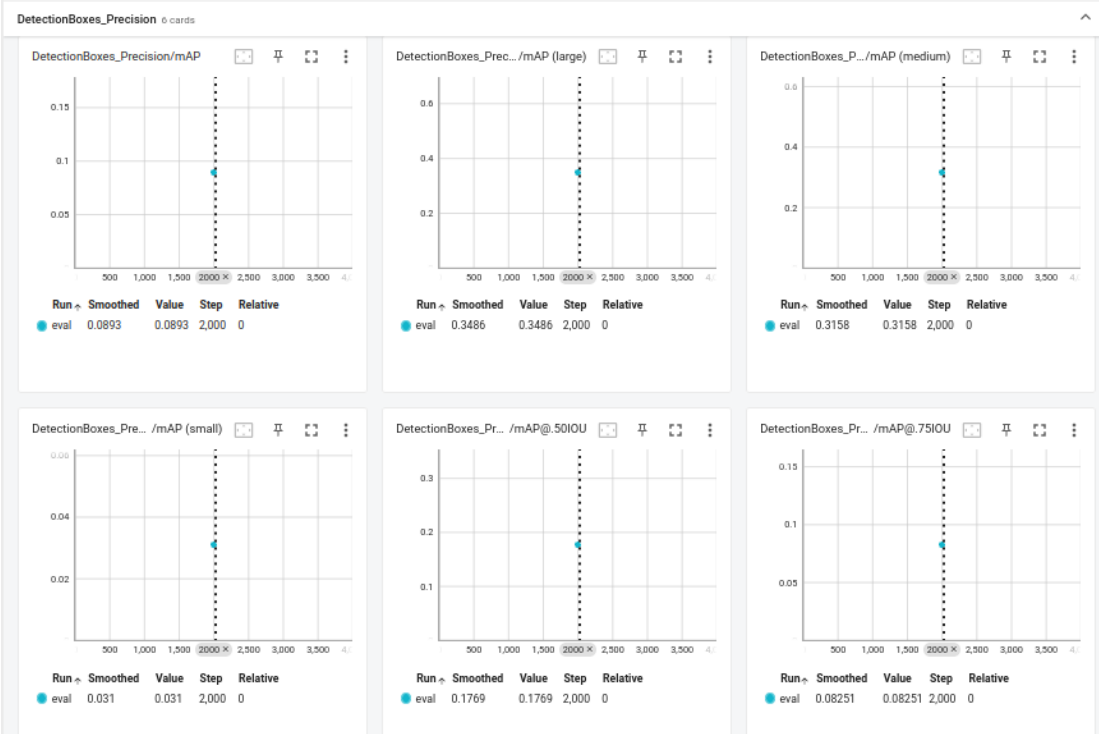 DetectionBoxes_Precision 6 cards
DetectionBoxes_Precision/mAP
0.15
0.1
0.05
500 1,000 1,500 2000 × 2,500 3,000 3,500
Run Smoothed Value Step Relative
eval 0.0893 0.0893 2,000 0
DetectionBoxes_Prec... /mAP (large)
0.6
0.4
0.2
500 1,000 1,500 2000 × 2,500 3,000 3,500
Run Smoothed Value Step Relative
eval 0.3486 0.3486 2,000 0
DetectionBoxes_P... /mAP (medium)
0.6
0.4
0.2
500 1,000 1,500 2000 × 2,500 3,000 3,500
Run Smoothed Value Step Relative
eval 0.3158 0.3158 2,000 0
DetectionBoxes_Pre... /mAP (small)
0.06
0.04
0.02
500 1,000 1,500 2000 × 2,500 3,000 3,500
Run Smoothed Value Step Relative
eval 0.031 0.031 2,000 0
DetectionBoxes_Pr... /mAP@.50IOU
0.3
0.2
0.1
500 1,000 1,500 2000 × 2,500 3,000 3,500
Run Smoothed Value Step Relative
eval 0.1769 0.1769 2,000 0
DetectionBoxes_Pr... /mAP@.75IOU
0.15
0.1
0.05
500 1,000 1,500 2000 × 2,500 3,000 3,500
Run Smoothed Value Step Relative
eval 0.08251 0.08251 2,000 0